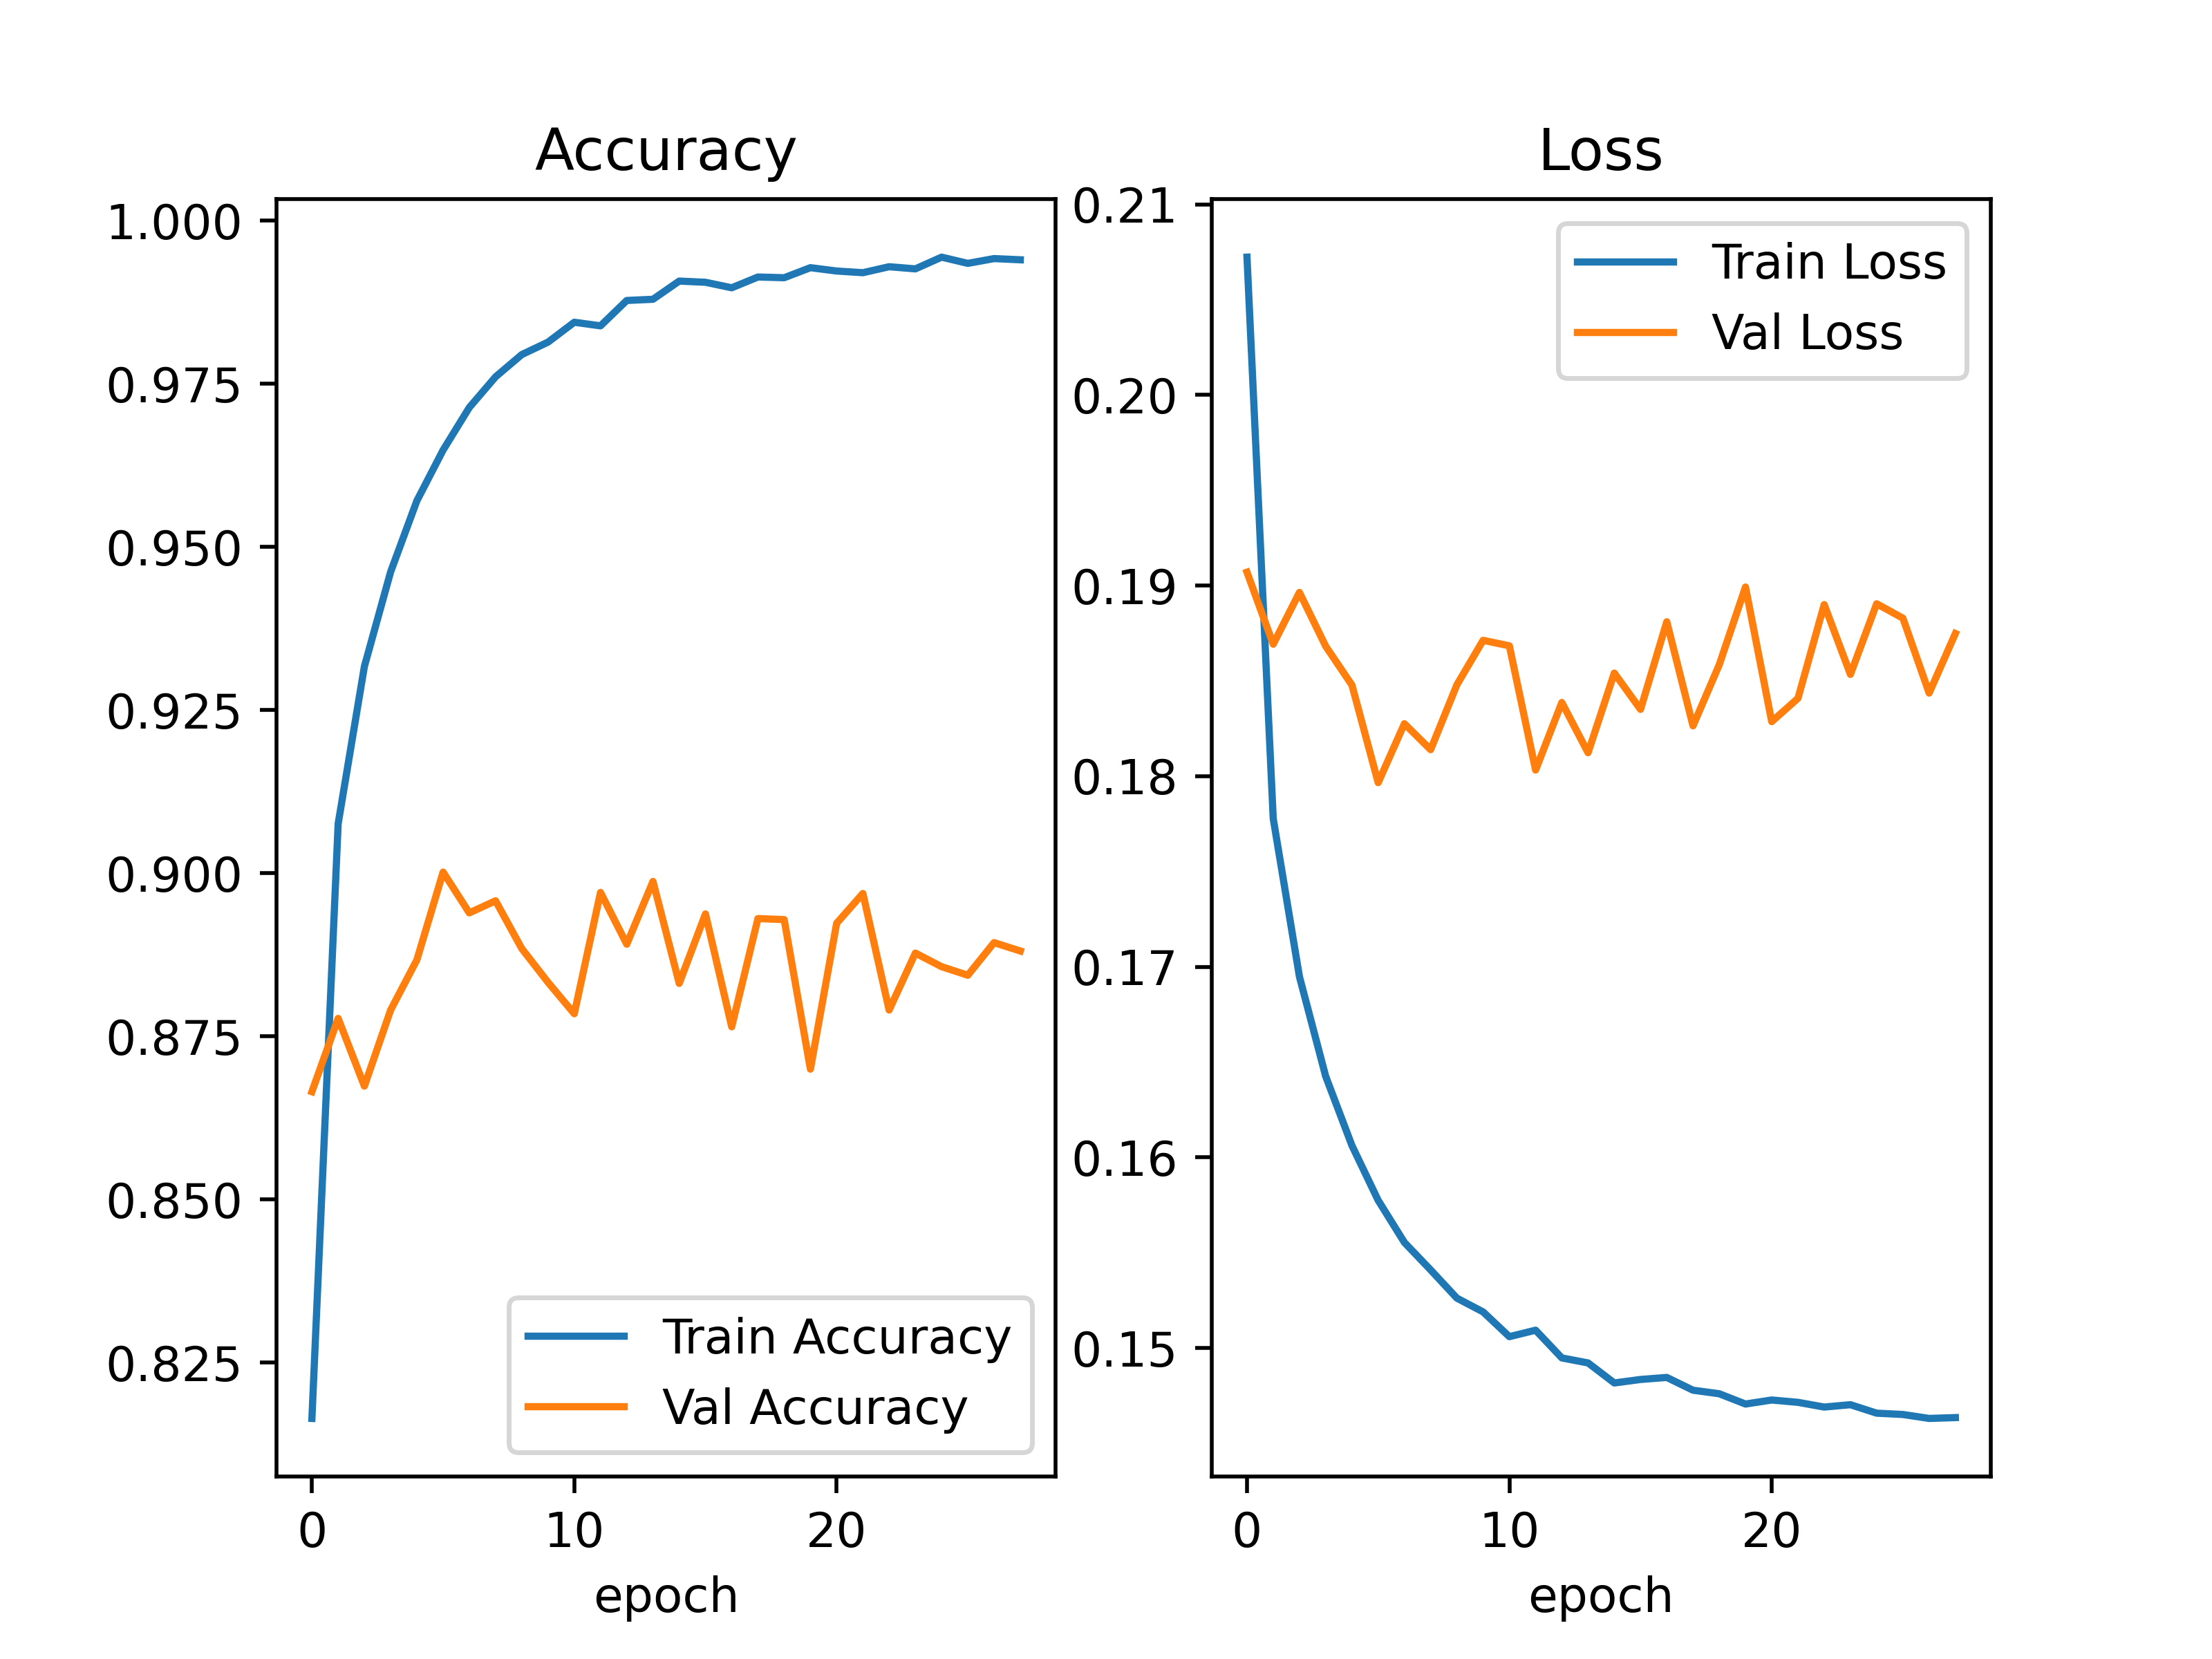 Accuracy
1.000
0.975
0.950
0.925
0.900
0.875
0.850
0.825
Train Accuracy
Val Accuracy
0 10 20
epoch
Loss
0.21
0.20
0.19
0.18
0.17
0.16
0.15
Train Loss
Val Loss
0 10 20
epoch